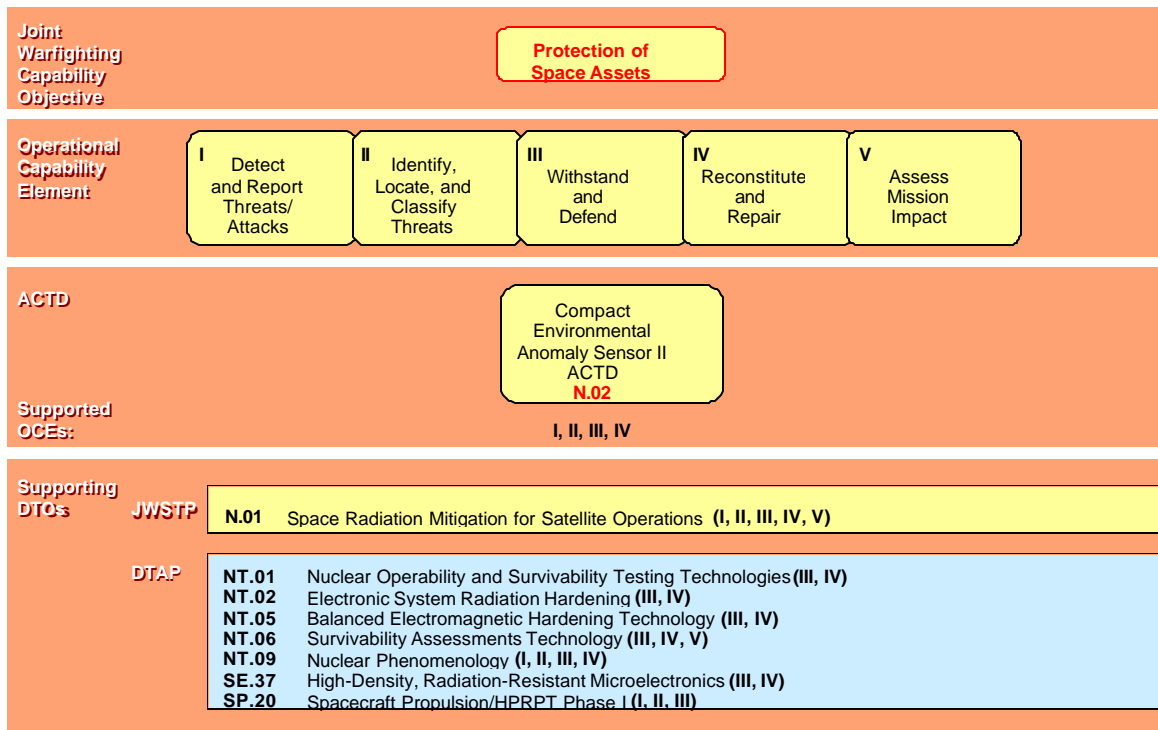 Joint
Warfighting
Capability
Objective
Protection of
Space Assets
Operational
Capability
Element
I
Detect
and Report
Threats/
Attacks
II
Identify,
Locate, and
Classify
Threats
III
Withstand
and
Defend
IV
Reconstitute
and
Repair
V
Assess
Mission
Impact
ACTD
Compact
Environmental
Anomaly Sensor II
ACTD
N.02
Supported
OCEs:
I, II, III, IV
Supporting
DTOs
JWSTP
N.01 Space Radiation Mitigation for Satellite Operations (I, II, III, IV, V)
DTAP
NT.01 Nuclear Operability and Survivability Testing Technologies (III, IV)
NT.02 Electronic System Radiation Hardening (III, IV)
NT.05 Balanced Electromagnetic Hardening Technology (III, IV)
NT.06 Survivability Assessments Technology (III, IV, V)
NT.09 Nuclear Phenomenology (I, II, III, IV)
SE.37 High-Density, Radiation-Resistant Microelectronics (III, IV)
SP.20 Spacecraft Propulsion/HPRPT Phase I (I, II, III)